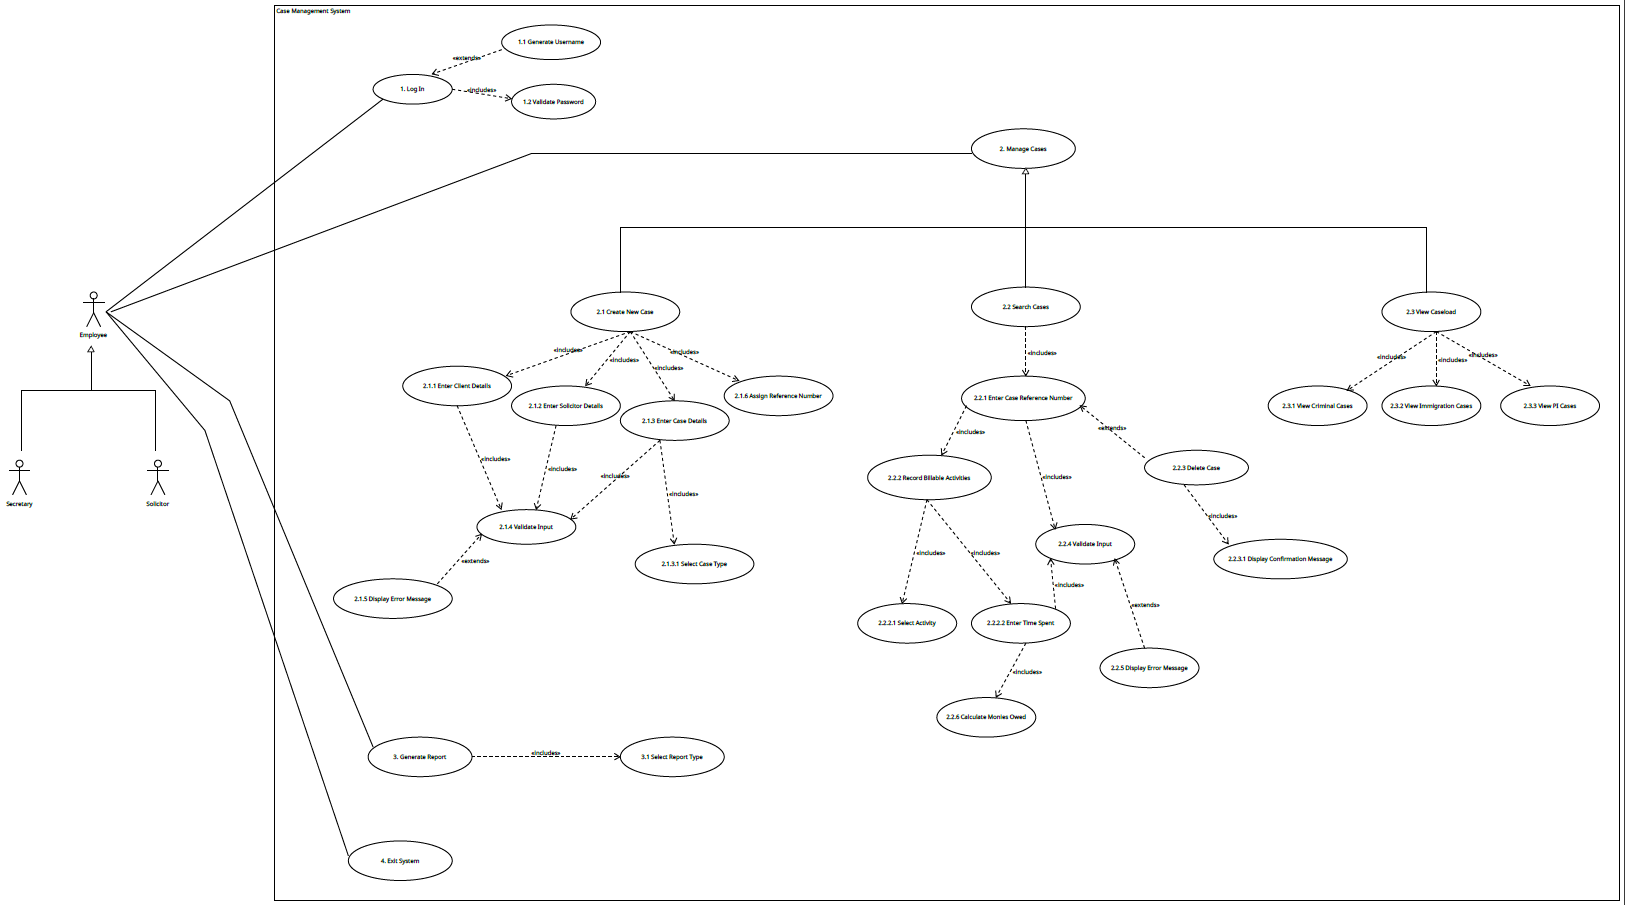 Case Management System
1.1 Generate Username
«extends»
1. Log In
«includes»
1.2 Validate Password
2. Manage Cases
Employee
2.1 Create New Case
2.2 Search Cases
2.3 View Caseload
«includes»
«includes»
«includes»
«includes»
«includes»
«includes»
«includes»
«includes»
2.1.1 Enter Client Details
2.1.2 Enter Solicitor Details
2.1.3 Enter Case Details
2.1.6 Assign Reference Number
2.2.1 Enter Case Reference Number
2.3.1 View Criminal Cases
2.3.2 View Immigration Cases
2.3.3 View PI Cases
«includes»
«extends»
«includes»
«includes»
«includes»
«includes»
2.2.2 Record Billable Activities
«includes»
2.2.3 Delete Case
Secretary
Solicitor
«includes»
2.1.4 Validate Input
2.2.4 Validate Input
«extends»
2.1.3.1 Select Case Type
«includes»
«includes»
2.2.3.1 Display Confirmation Message
2.1.5 Display Error Message
«includes»
«extends»
2.2.2.1 Select Activity
2.2.2.2 Enter Time Spent
«includes»
2.2.5 Display Error Message
2.2.6 Calculate Monies Owed
3. Generate Report
«includes»
3.1 Select Report Type
4. Exit System